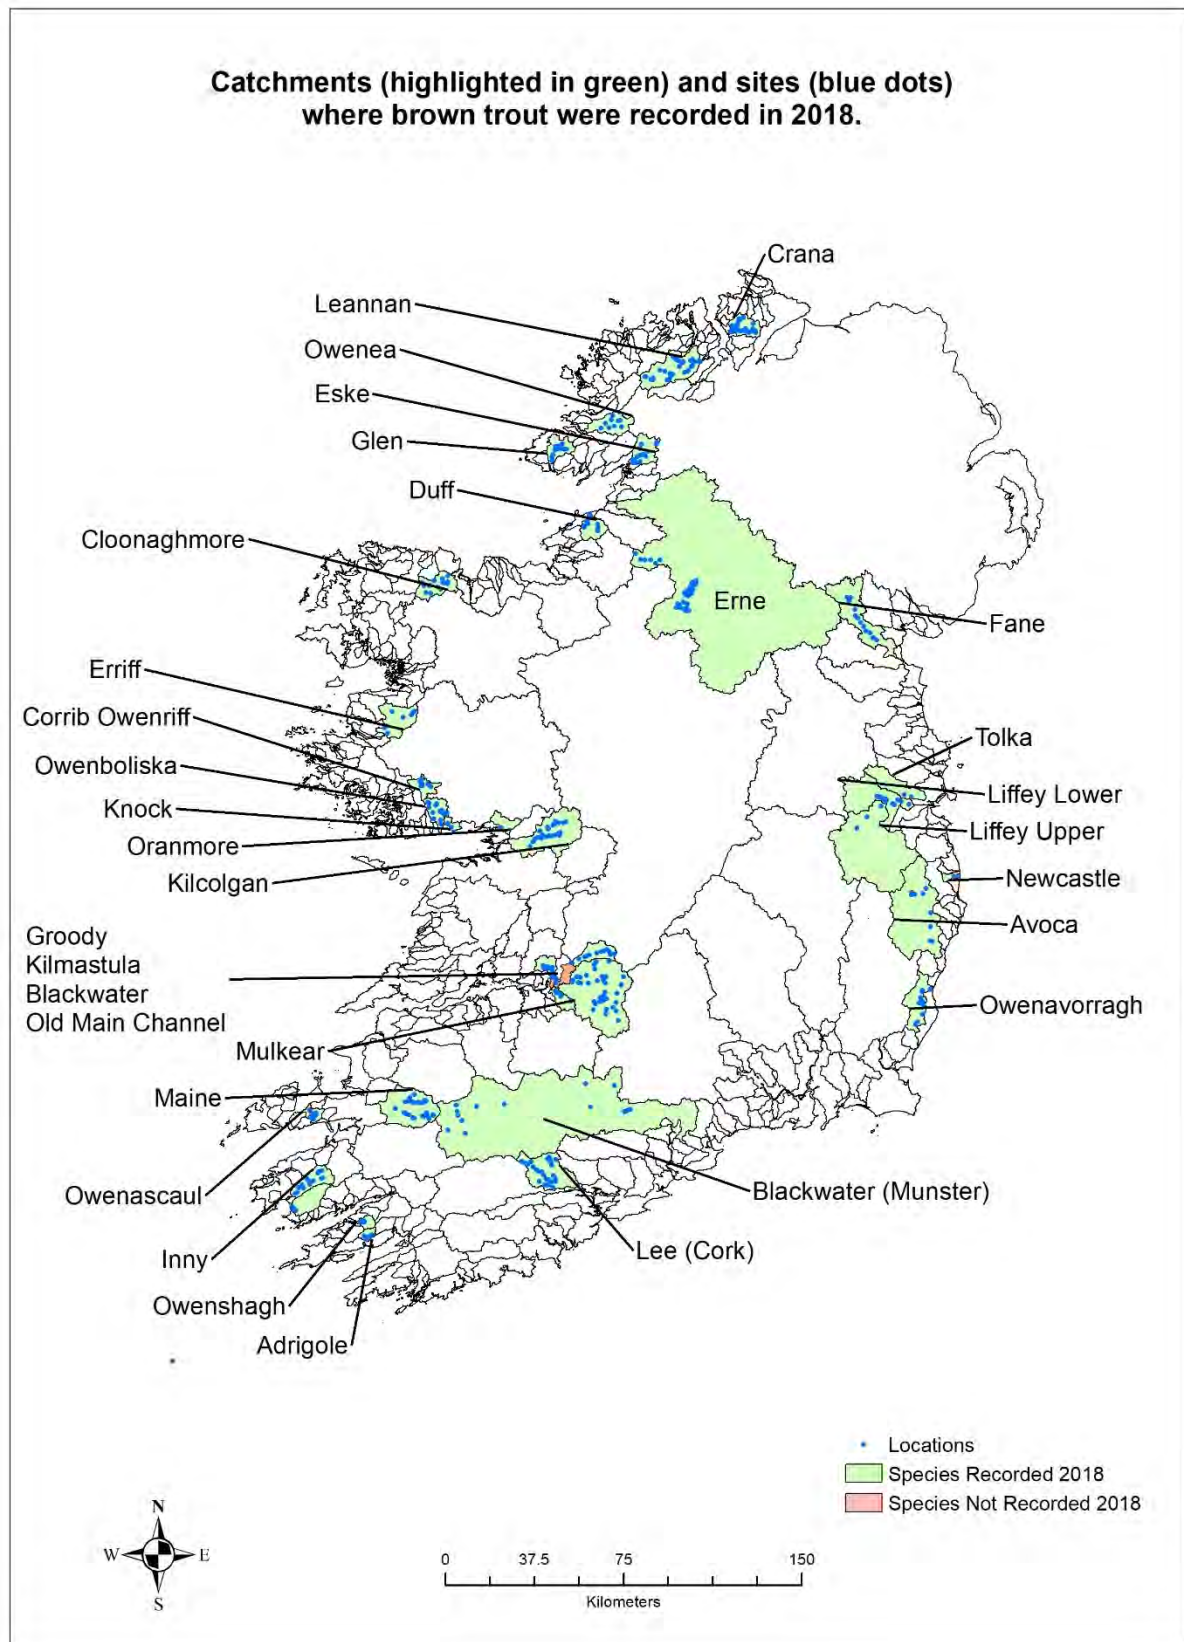 Catchments (highlighted in green) and sites (blue dots)
where brown trout were recorded in 2018.
Crana
Leannan
Owenea
Eske
Glen
Duff
Cloonaghmore
Erne
Fane
Erriff
Corrib Owenriff
Owenboliska
Knock
Oranmore
Kilcolgan
Tolka
Liffey Lower
Liffey Upper
Newcastle
Avoca
Groody
Kilmastula
Blackwater
Old Main Channel
Owenavorragh
Mulkear
Maine
Owenascaul
Blackwater (Munster)
Inny
Lee (Cork)
Owenshagh
Adrigole
Locations
Species Recorded 2018
Species Not Recorded 2018
N
W E
S
0 37.5 75 150
Kilometers